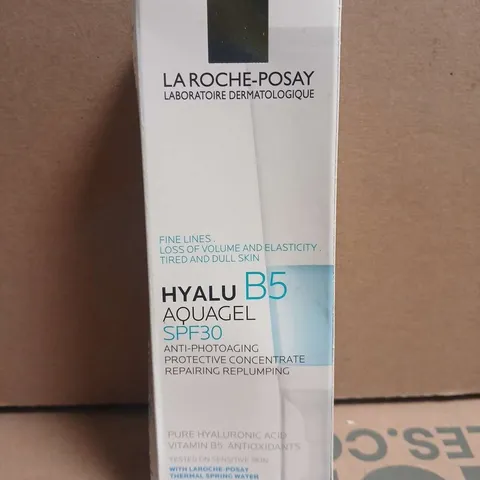 LA ROCHE-POSAY
LABORATOIRE DERMATOLOGIQUE
FINE LINES .
LOSS OF VOLUME AND ELASTICITY .
TIRED AND DULL SKIN
HYALU B5
AQUAGEL
SPF30
ANTI-PHOTOAGING
PROTECTIVE CONCENTRATE
REPAIRING REPLUMPING
PURE HYALURONIC ACID
VITAMIN B5. ANTIOXIDANTS
TESTED ON SENSITIVE SKIN
WITH LA ROCHE-POSAY
THERMAL SPRING WATER
LES.CO